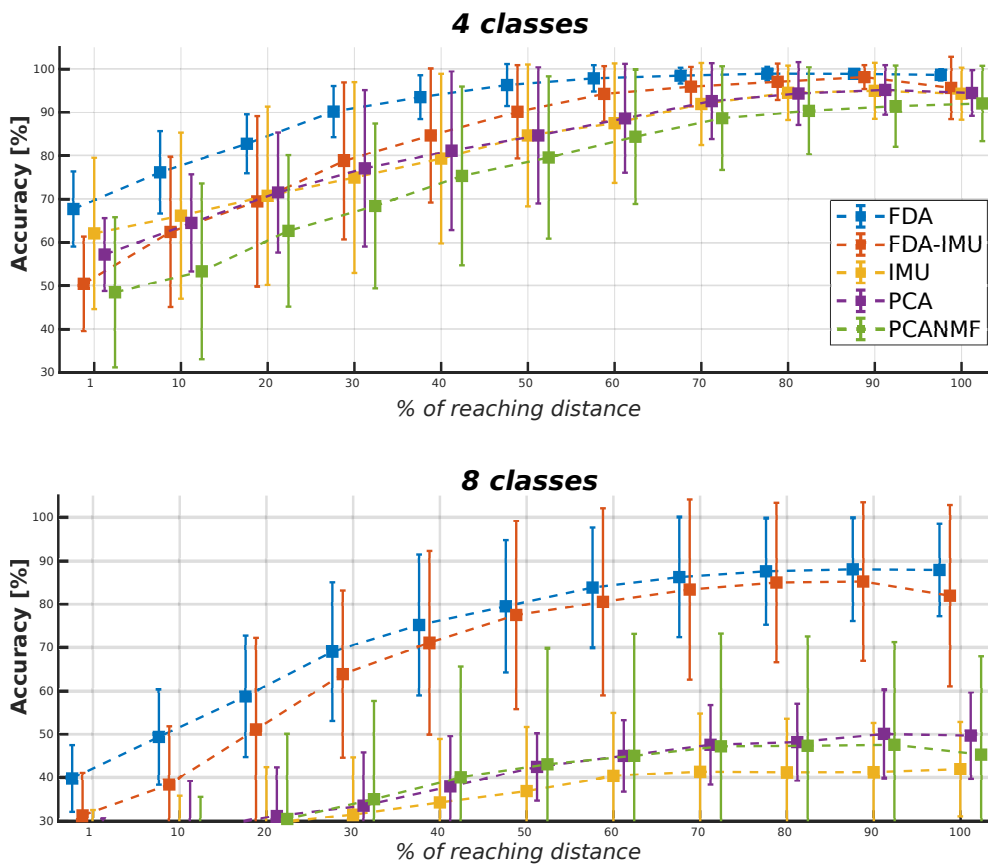 4 classes
Accuracy [%]
100
90
80
70
60
50
40
30
FDA
FDA-IMU
IMU
PCA
PCANMF
1 10 20 30 40 50 60 70 80 90 100
% of reaching distance
8 classes
Accuracy [%]
100
90
80
70
60
50
40
30
1 10 20 30 40 50 60 70 80 90 100
% of reaching distance